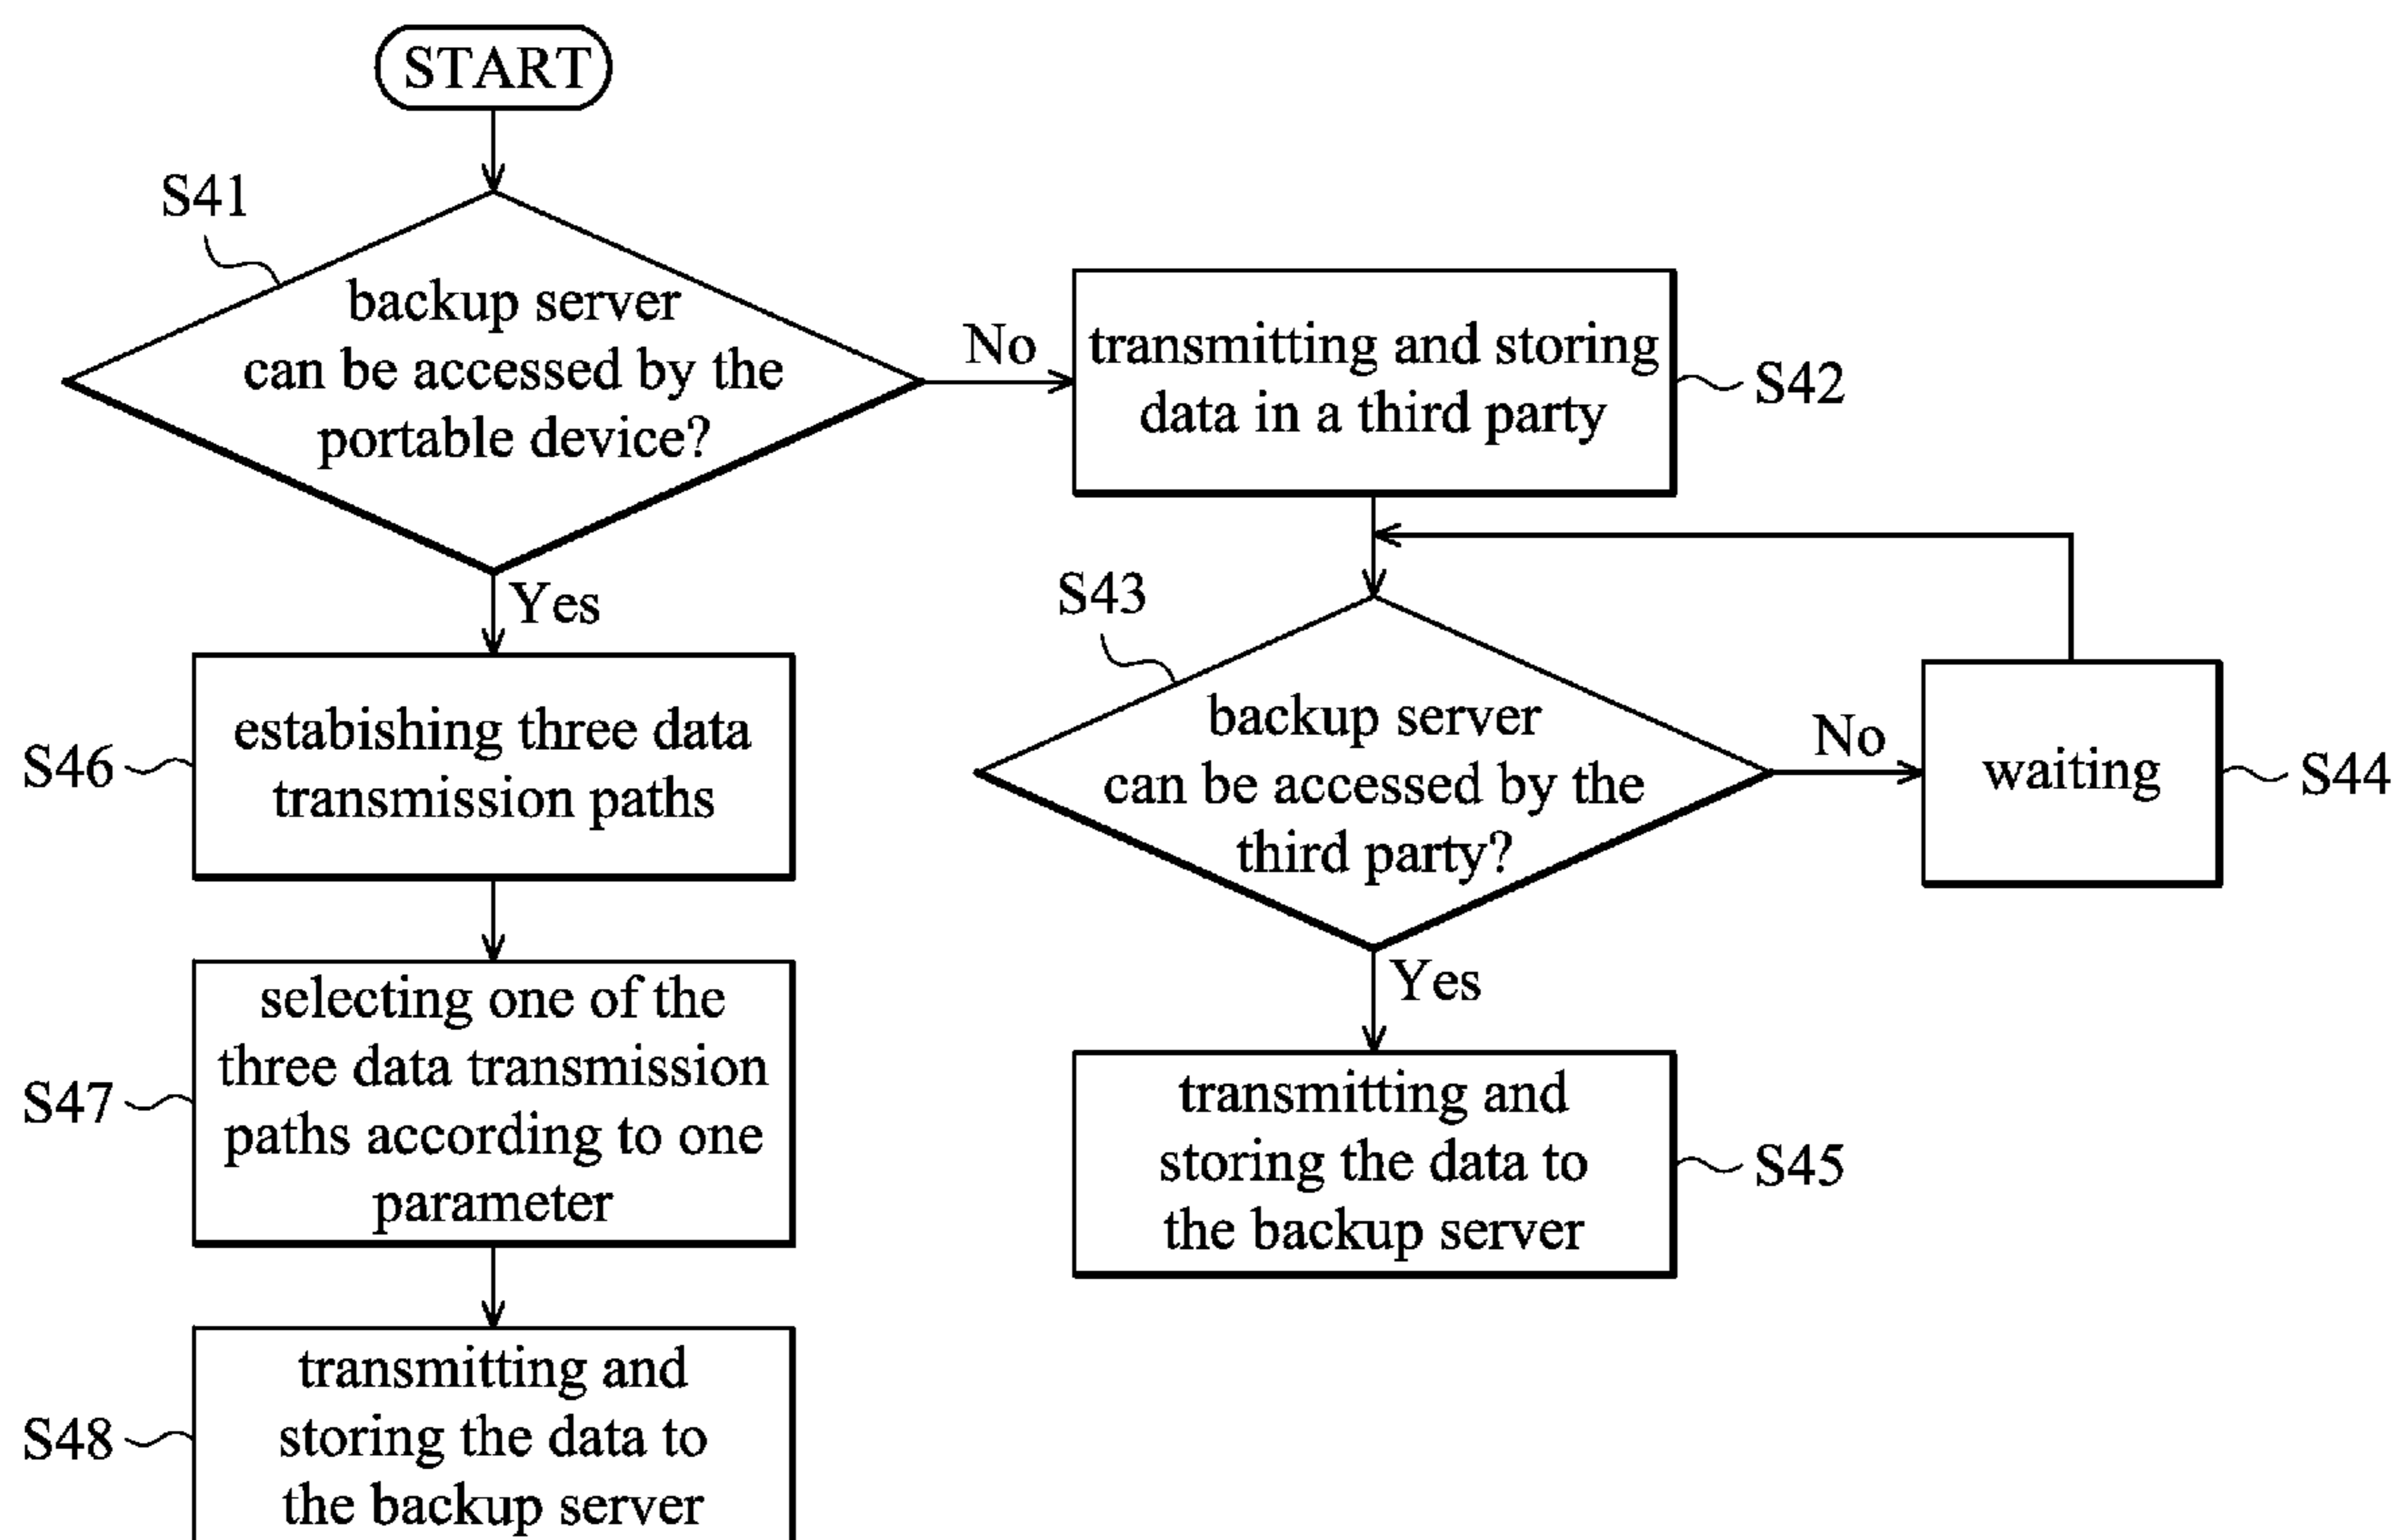 START
S41
backup server
can be accessed by the
portable device?
No
transmitting and storing
data in a third party
S42
Yes
S43
backup server
can be accessed by the
third party?
No
waiting
S44
Yes
transmitting and
storing the data to
the backup server
S45
S46
estabishing three data
transmission paths
S47
selecting one of the
three data transmission
paths according to one
parameter
S48
transmitting and
storing the data to
the backup server